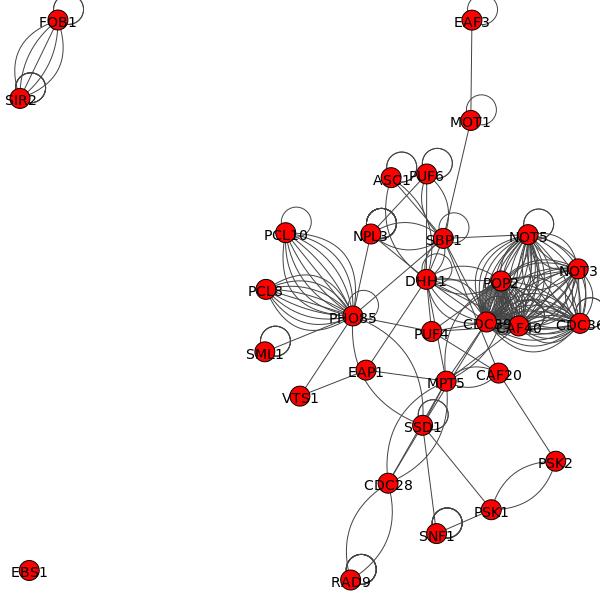 FOB1
EAF3
SIR2
MOT1
ASC1
PUF6
PCL10
NPL3
SBP1
NOT5
NOT3
DHH1
POP2
PCL8
PHO85
CDC39
CAF40
CDC36
PUF4
SML1
EAP1
MPT5
CAF20
VTS1
SSD1
PSK2
CDC28
PSK1
SNF1
EBS1
RAD9